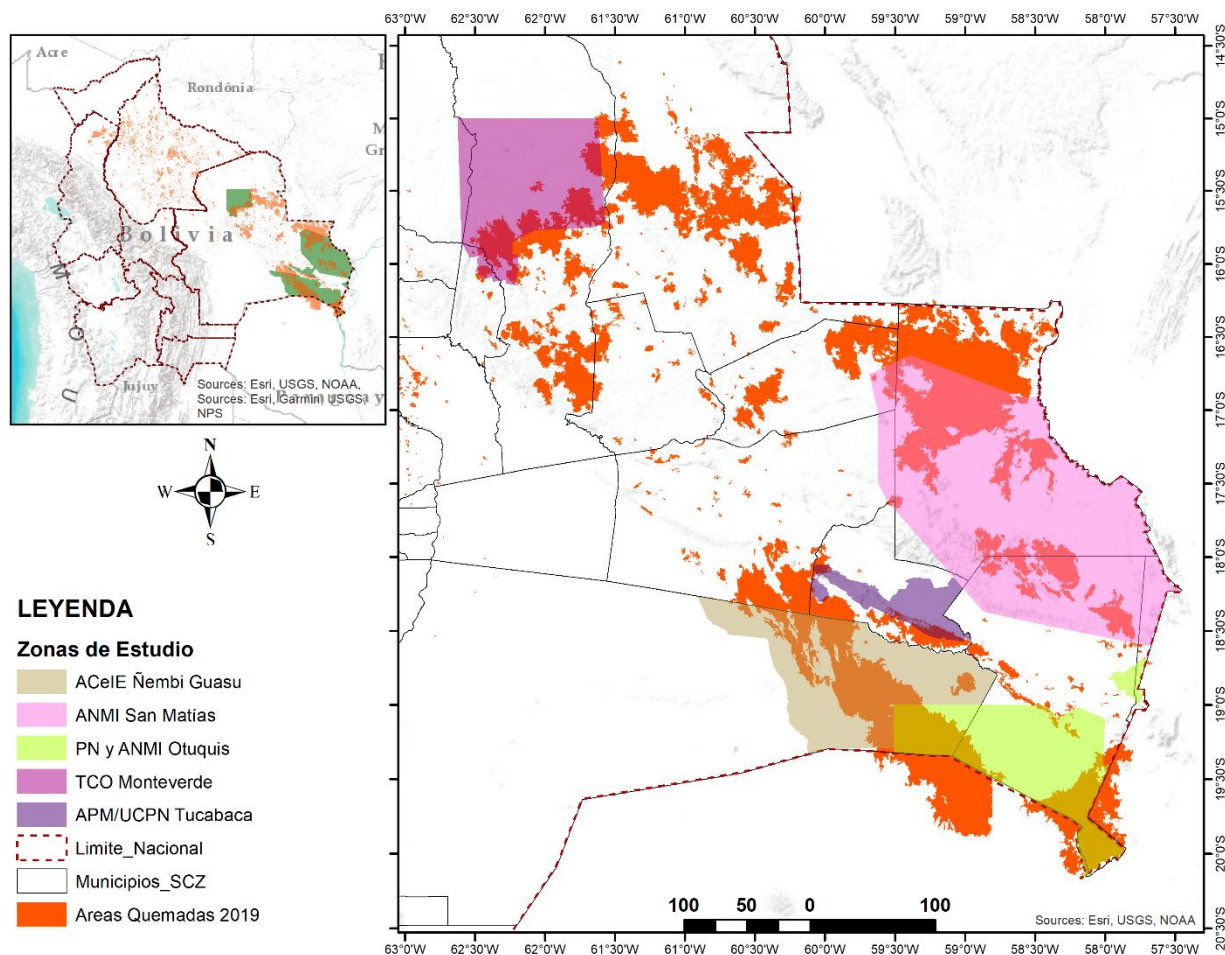 63°0'W 62°30'W 62°0'W 61°30'W 61°0'W 60°30'W 60°0'W 59°30'W 59°0'W 58°30'W 58°0'W 57°30'W
Acre
Rondônia
Bolivia
Jujuy
Sources: Esri, USGS, NOAA,
Sources: Esri, Garmin, USGS,
NPS
N
W E
S
LEYENDA
Zonas de Estudio
ACeIE Ñembi Guasu
ANMI San Matías
PN y ANMI Otuquis
TCO Monteverde
APM/UCPN Tucabaca
Limite_Nacional
Municipios_SCZ
Areas Quemadas 2019
14°30'S
15°0'S
15°30'S
16°0'S
16°30'S
17°0'S
17°30'S
18°0'S
18°30'S
19°0'S
19°30'S
20°0'S
20°30'S
100 50 0 100
Sources: Esri, USGS, NOAA
63°0'W 62°30'W 62°0'W 61°30'W 61°0'W 60°30'W 60°0'W 59°30'W 59°0'W 58°30'W 58°0'W 57°30'W